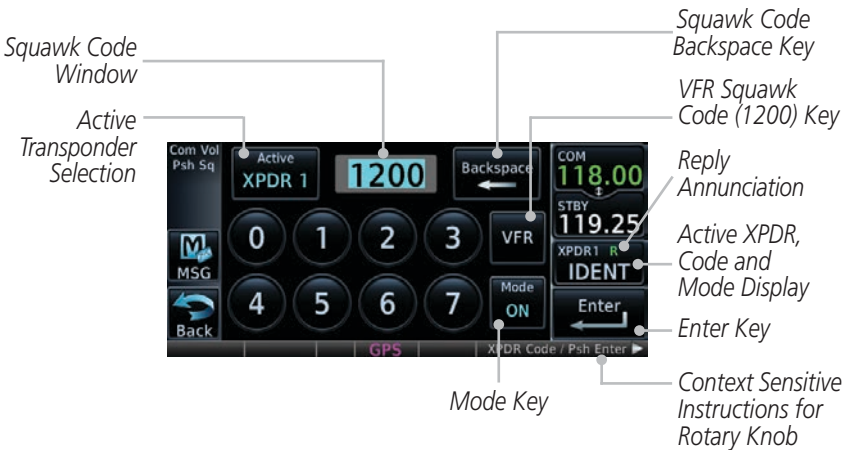 Squawk Code
Window
Active
Transponder
Selection
Squawk Code
Backspace Key
VFR Squawk
Code (1200) Key
Reply
Annunciation
Active XPDR,
Code and
Mode Display
Enter Key
Context Sensitive
Instructions for
Rotary Knob
Mode Key
Com Vol
Psh Sq
Active
XPDR 1
1200
Backspace
COM
118.00
STBY
119.25
0 1 2 3 VFR
XPDR1 R
IDENT
MSG
4 5 6 7
Mode
ON
Enter
Back
GPS
XPDR Code / Psh Enter